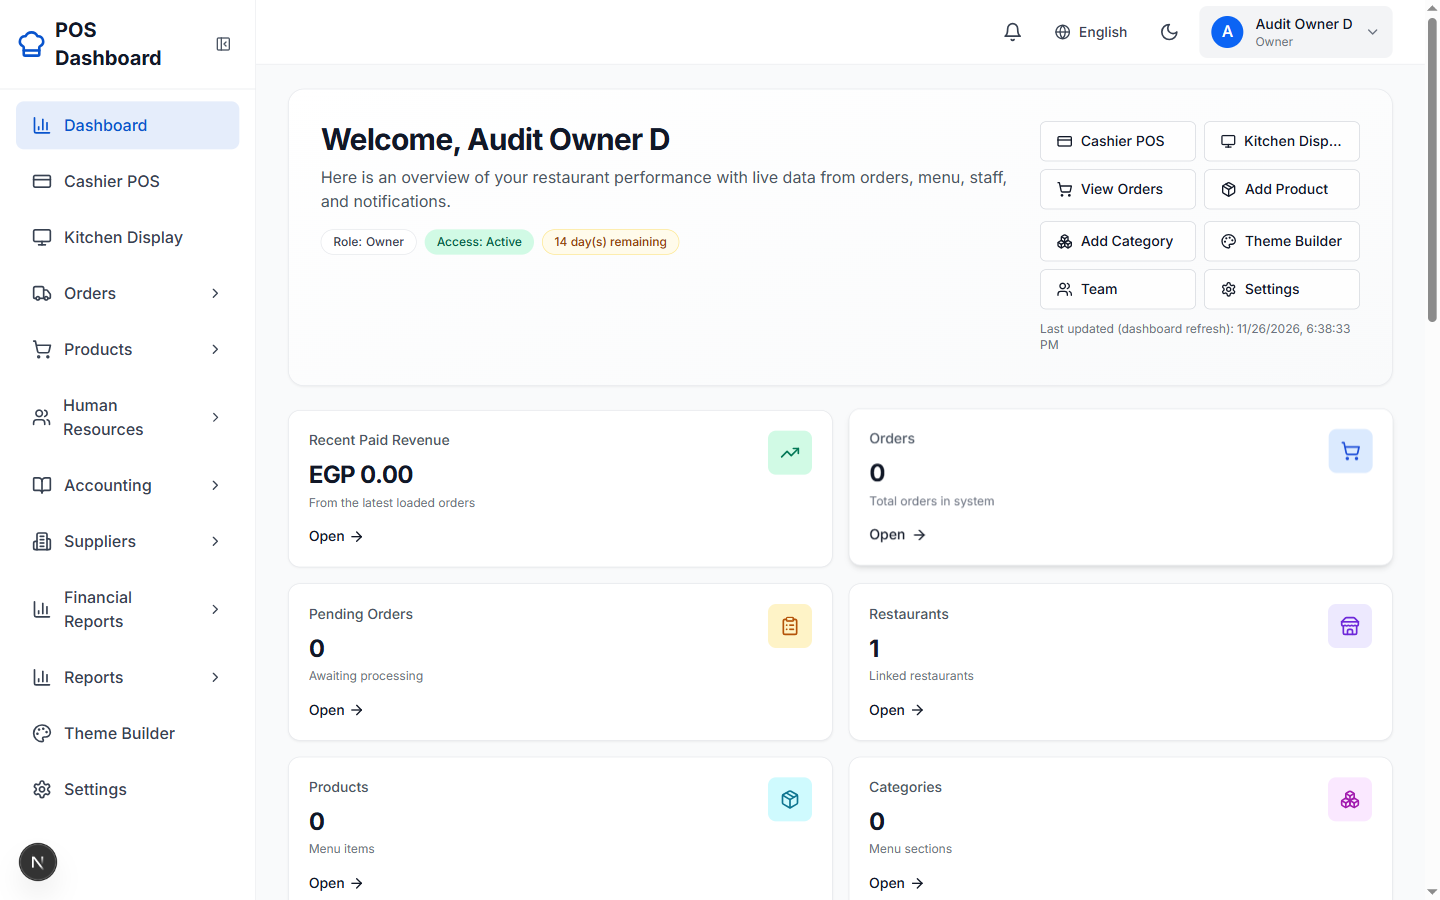 POS
Dashboard
Dashboard
Cashier POS
Kitchen Display
Orders
Products
Human
Resources
Accounting
Suppliers
Financial
Reports
Reports
Theme Builder
Settings
N
English
A
Audit Owner D
Owner
Welcome, Audit Owner D
Here is an overview of your restaurant performance with live data from orders, menu, staff,
and notifications.
Role: Owner
Access: Active
14 day(s) remaining
Cashier POS
Kitchen Disp...
View Orders
Add Product
Add Category
Theme Builder
Team
Settings
Last updated (dashboard refresh): 11/26/2026, 6:38:33
PM
Recent Paid Revenue
EGP 0.00
From the latest loaded orders
Open
Orders
0
Total orders in system
Open
Pending Orders
0
Awaiting processing
Open
Restaurants
1
Linked restaurants
Open
Products
0
Menu items
Open
Categories
0
Menu sections
Open